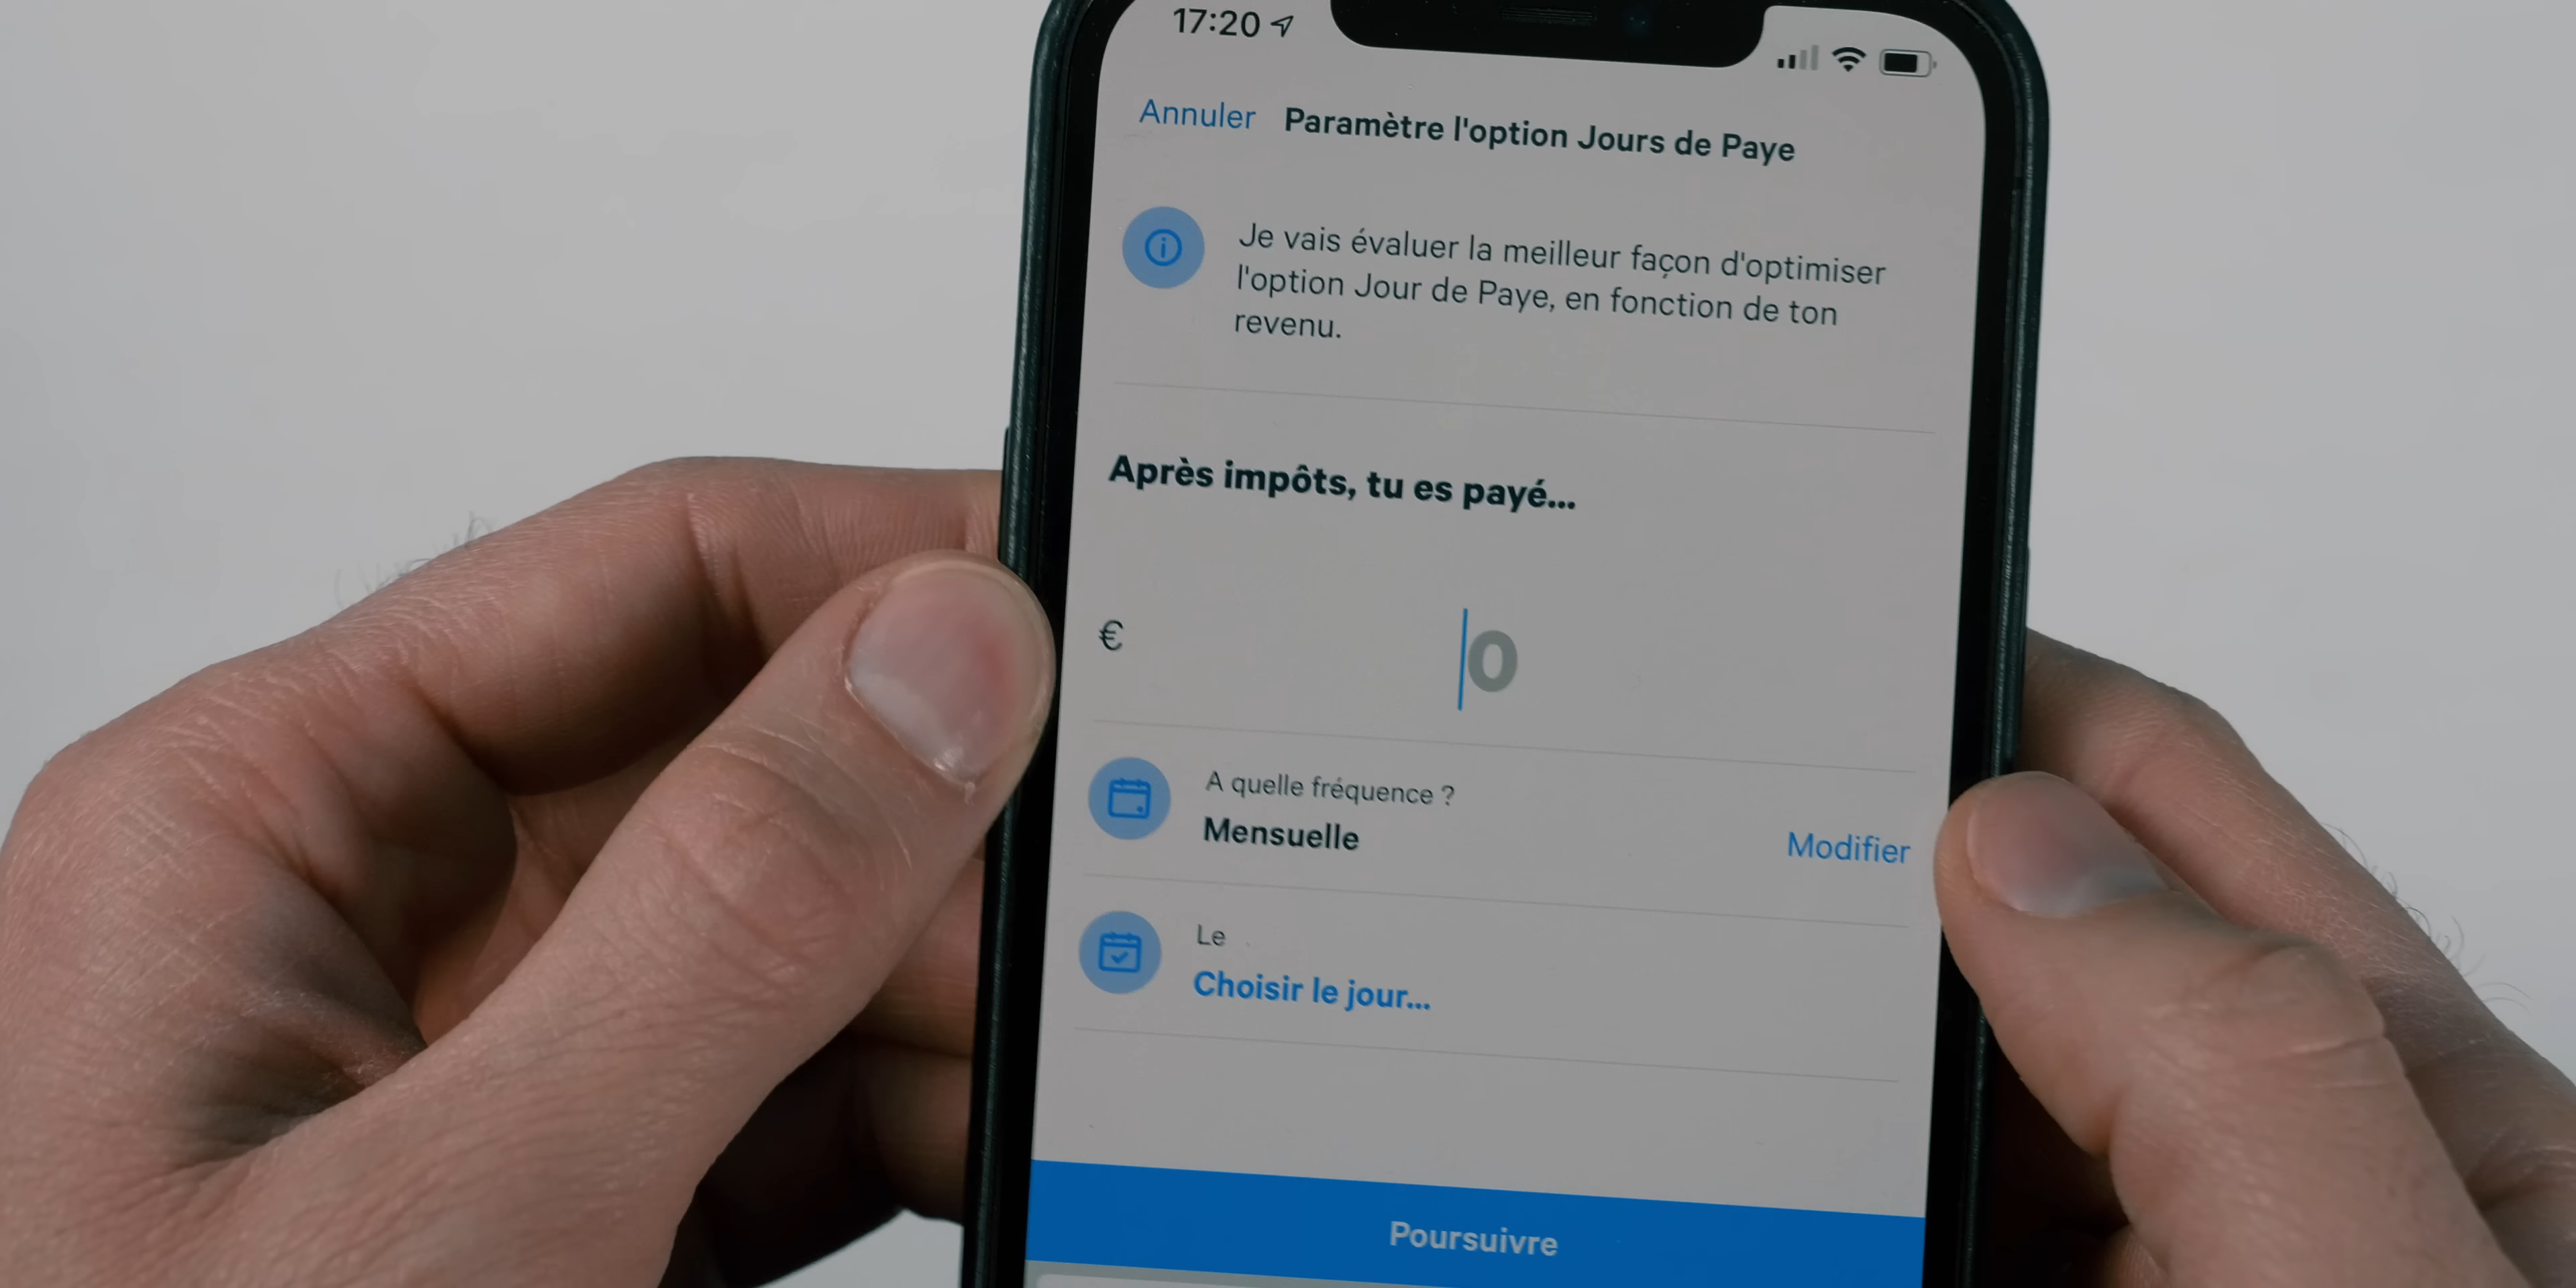 17:20
Annuler Paramètre l'option Jours de Paye
Je vais évaluer la meilleur façon d'optimiser
l'option Jour de Paye, en fonction de ton
revenu.
Après impôts, tu es payé...
€ 0
A quelle fréquence ?
Mensuelle
Modifier
Le
Choisir le jour...
Poursuivre